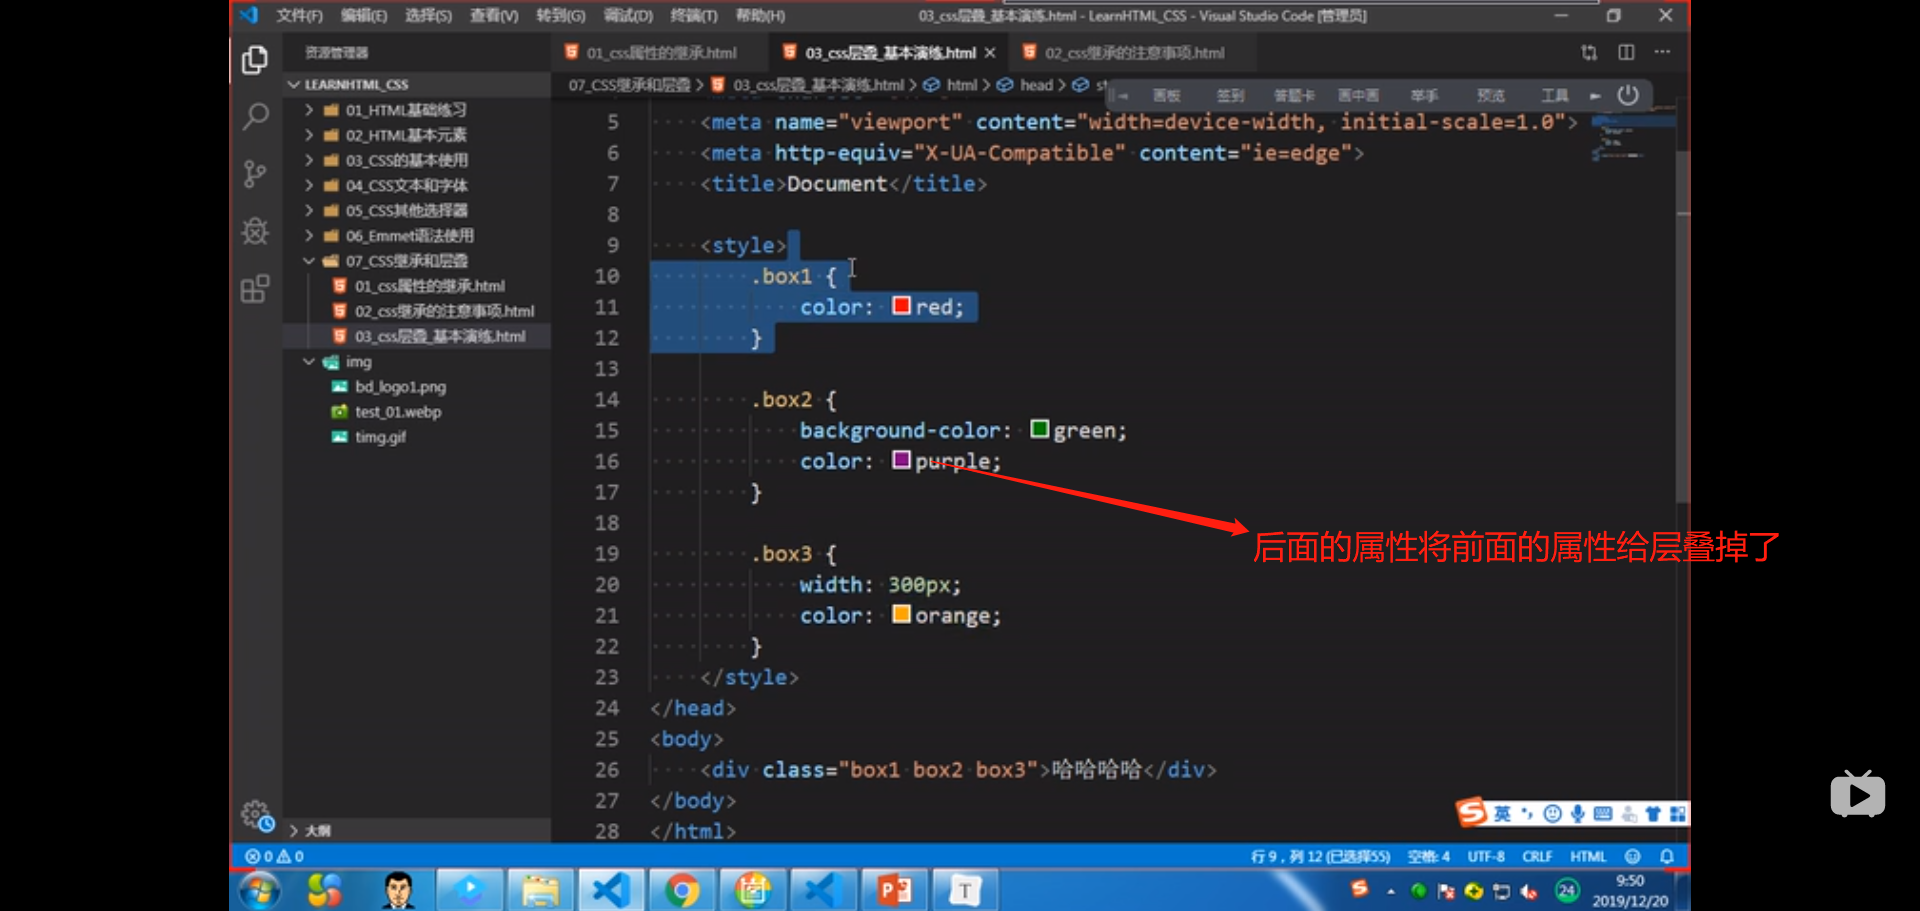 文件(F) 编辑(E) 选择(S) 查看(V) 转到(G) 调试(D) 终端(T) 帮助(H) 03_css层叠_基本演练.html - LearnHTML_CSS - Visual Studio Code [管理员]
资源管理器
01_css属性的继承.html 03_css层叠_基本演练.html 02_css继承的注意事项.html
07_CSS继承和层叠 > 03_css层叠_基本演练.html > html > head > st
画板 签到 答题卡 画中画 举手 预览 工具
LEARNHTML_CSS
01_HTML基础练习
02_HTML基本元素
03_CSS的基本使用
04_CSS文本和字体
05_CSS其他选择器
06_Emmet语法使用
07_CSS继承和层叠
01_css属性的继承.html
02_css继承的注意事项.html
03_css层叠_基本演练.html
img
bd_logo1.png
test_01.webp
timg.gif
大纲
5 <meta name="viewport" content="width=device-width, initial-scale=1.0">
6 <meta http-equiv="X-UA-Compatible" content="ie=edge">
7 <title>Document</title>
8
9 <style>
10 .box1 {
11 color: red;
12 }
13
14 .box2 {
15 background-color: green;
16 color: purple;
17 }
18
19 .box3 {
20 width: 300px;
21 color: orange;
22 }
23 </style>
24 </head>
25 <body>
26 <div class="box1 box2 box3">哈哈哈哈</div>
27 </body>
28 </html>
后面的属性将前面的属性给层叠掉了
英
0 0 行 9，列 12 (已选择55) 空格: 4 UTF-8 CRLF HTML
24
9:50
2019/12/20